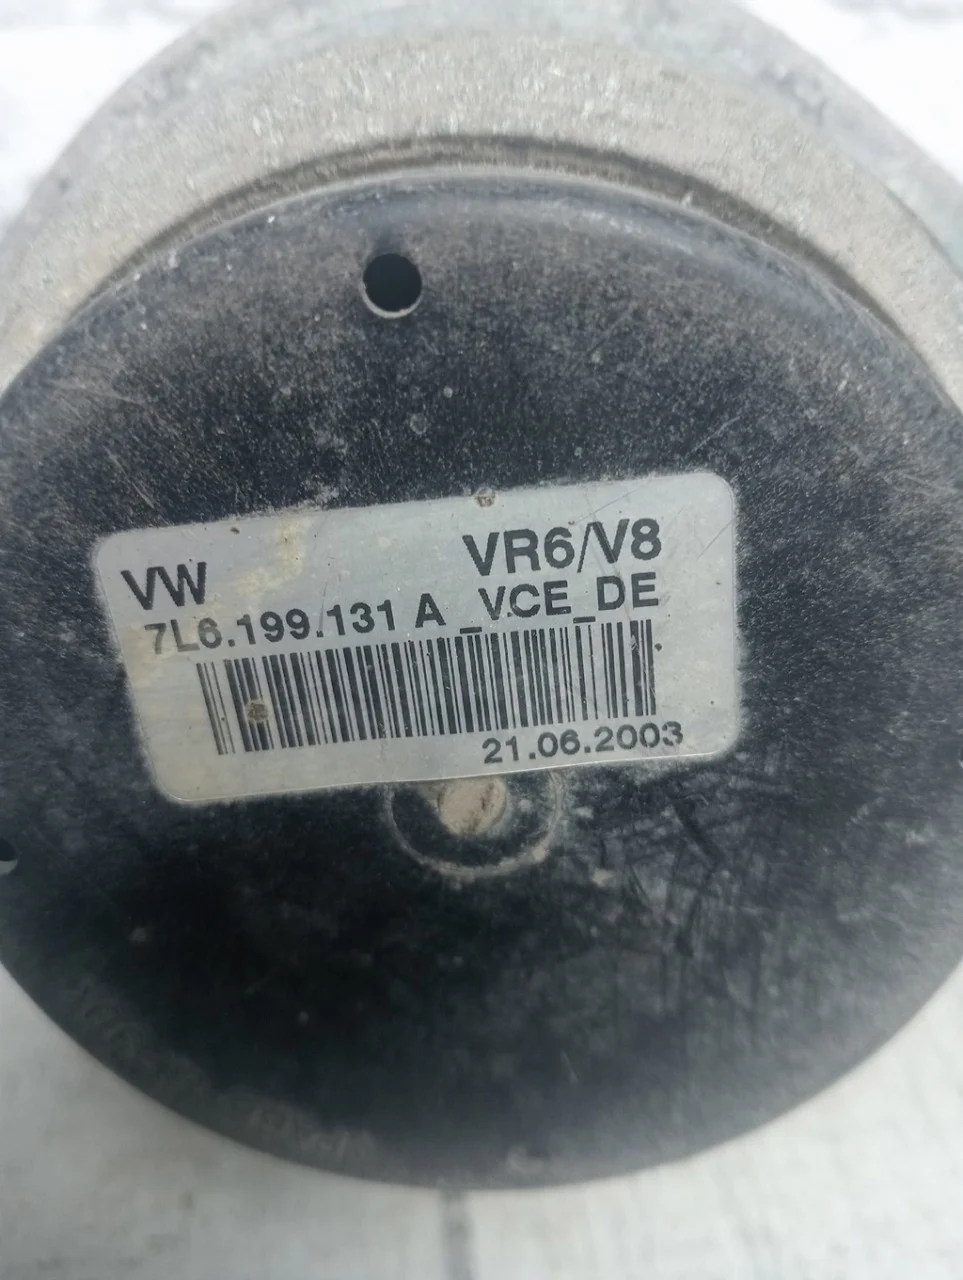 VW VR6/V8
7L6.199.131 A _VCE_DE
21.06.2003